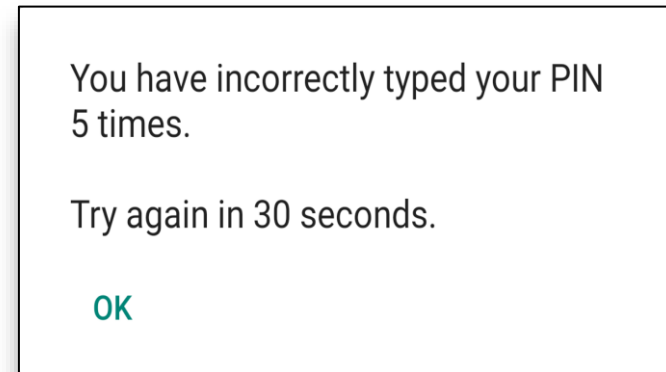 You have incorrectly typed your PIN
5 times.
Try again in 30 seconds.
OK